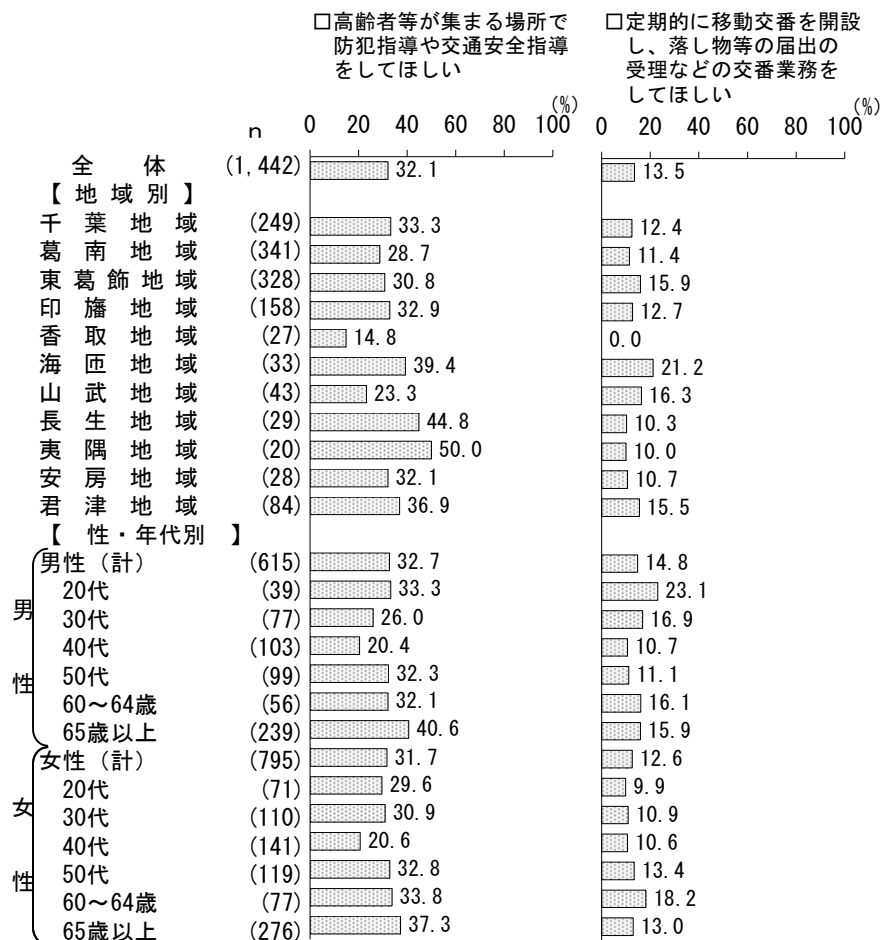 □高齢者等が集まる場所で
防犯指導や交通安全指導
をしてほしい
□定期的に移動交番を開設
し、落し物等の届出の
受理などの交番業務を
してほしい
(%)
(%)
n 0 20 40 60 80 100 0 20 40 60 80 100
全体 (1,442) 32.1 13.5
【地域別】
千葉地域 (249) 33.3 12.4
葛南地域 (341) 28.7 11.4
東葛飾地域 (328) 30.8 15.9
印旛地域 (158) 32.9 12.7
香取地域 (27) 14.8 0.0
海匝地域 (33) 39.4 21.2
山武地域 (43) 23.3 16.3
長生地域 (29) 44.8 10.3
夷隅地域 (20) 50.0 10.0
安房地域 (28) 32.1 10.7
君津地域 (84) 36.9 15.5
【性・年代別】
男性
男性（計） (615) 32.7 14.8
20代 (39) 33.3 23.1
30代 (77) 26.0 16.9
40代 (103) 20.4 10.7
50代 (99) 32.3 11.1
60～64歳 (56) 32.1 16.1
65歳以上 (239) 40.6 15.9
女性
女性（計） (795) 31.7 12.6
20代 (71) 29.6 9.9
30代 (110) 30.9 10.9
40代 (141) 20.6 10.6
50代 (119) 32.8 13.4
60～64歳 (77) 33.8 18.2
65歳以上 (276) 37.3 13.0